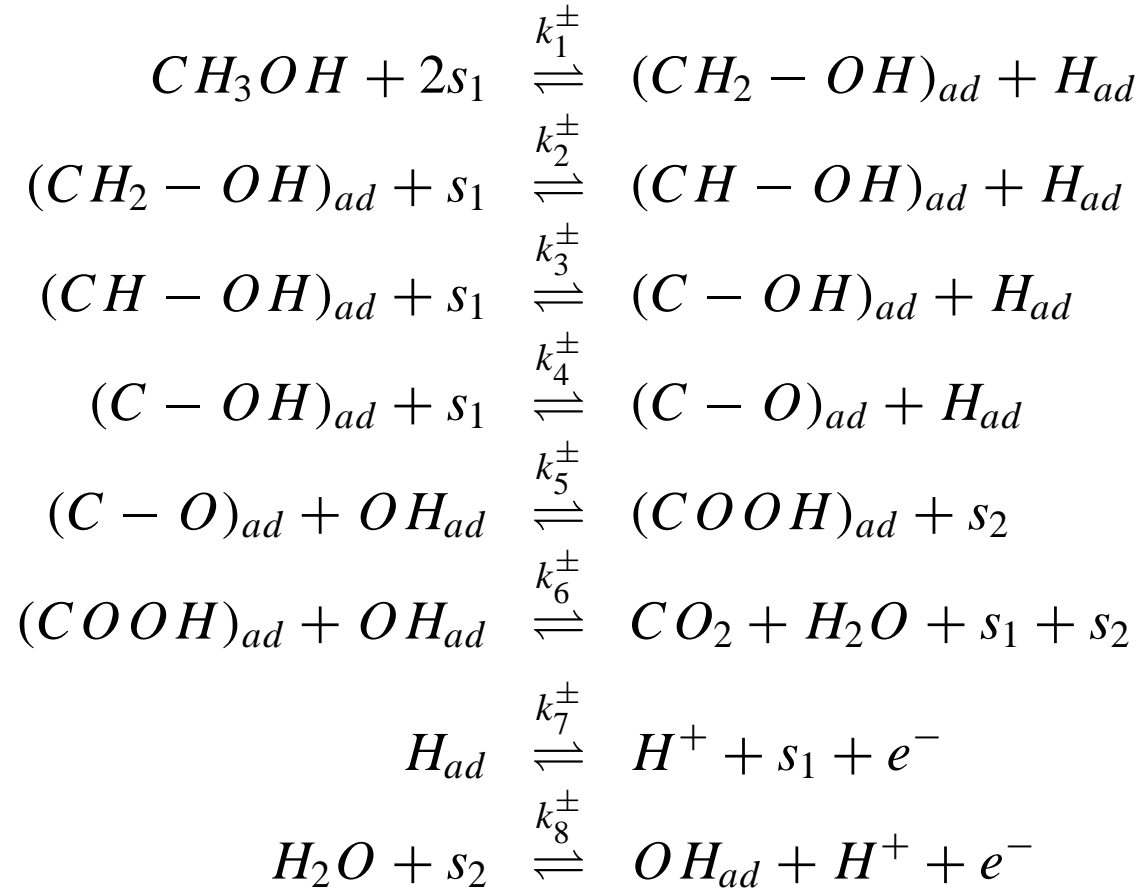 CH₃OH + 2s₁ ⇌ (CH₂ − OH)ad + Had k₁±
(CH₂ − OH)ad + s₁ ⇌ (CH − OH)ad + Had k₂±
(CH − OH)ad + s₁ ⇌ (C − OH)ad + Had k₃±
(C − OH)ad + s₁ ⇌ (C − O)ad + Had k₄±
(C − O)ad + OHad ⇌ (COOH)ad + s₂ k₅±
(COOH)ad + OHad ⇌ CO₂ + H₂O + s₁ + s₂ k₆±
Had ⇌ H⁺ + s₁ + e⁻ k₇±
H₂O + s₂ ⇌ OHad + H⁺ + e⁻ k₈±